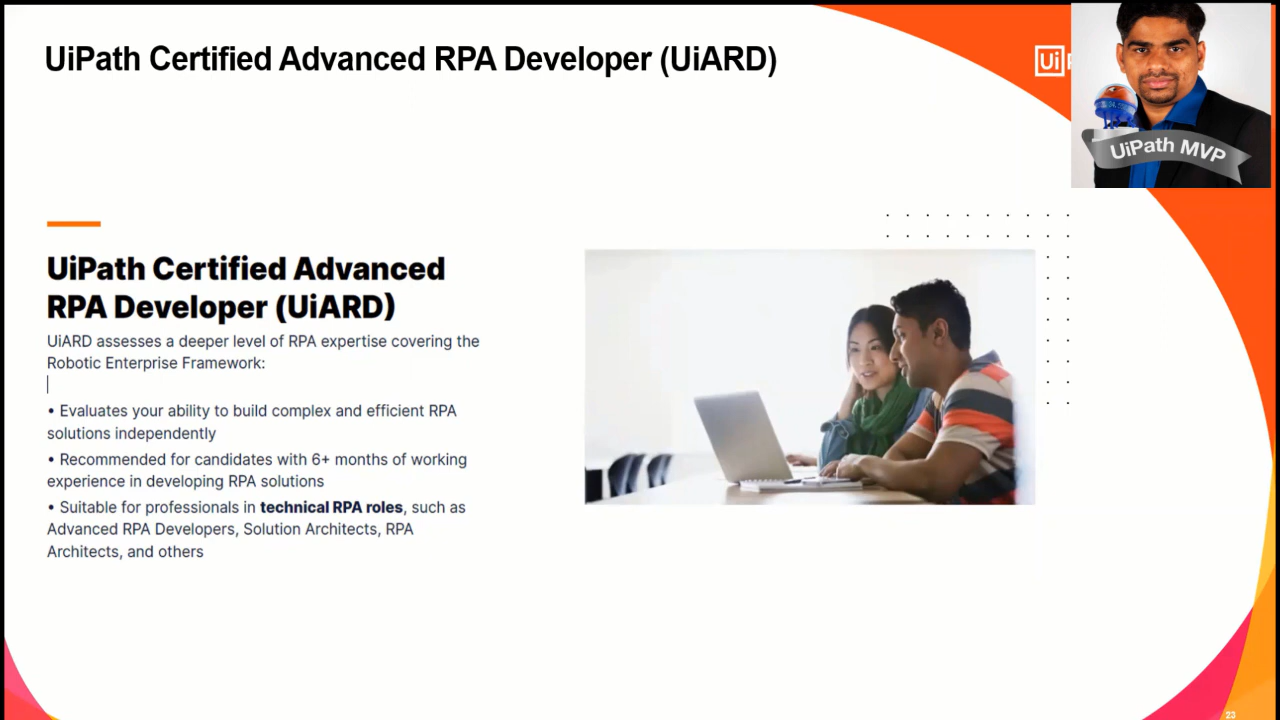 UiPath Certified Advanced RPA Developer (UiARD)
Ui
UiPath MVP
UiPath Certified Advanced
RPA Developer (UiARD)
UiARD assesses a deeper level of RPA expertise covering the
Robotic Enterprise Framework:
• Evaluates your ability to build complex and efficient RPA
solutions independently
• Recommended for candidates with 6+ months of working
experience in developing RPA solutions
• Suitable for professionals in technical RPA roles, such as
Advanced RPA Developers, Solution Architects, RPA
Architects, and others
23